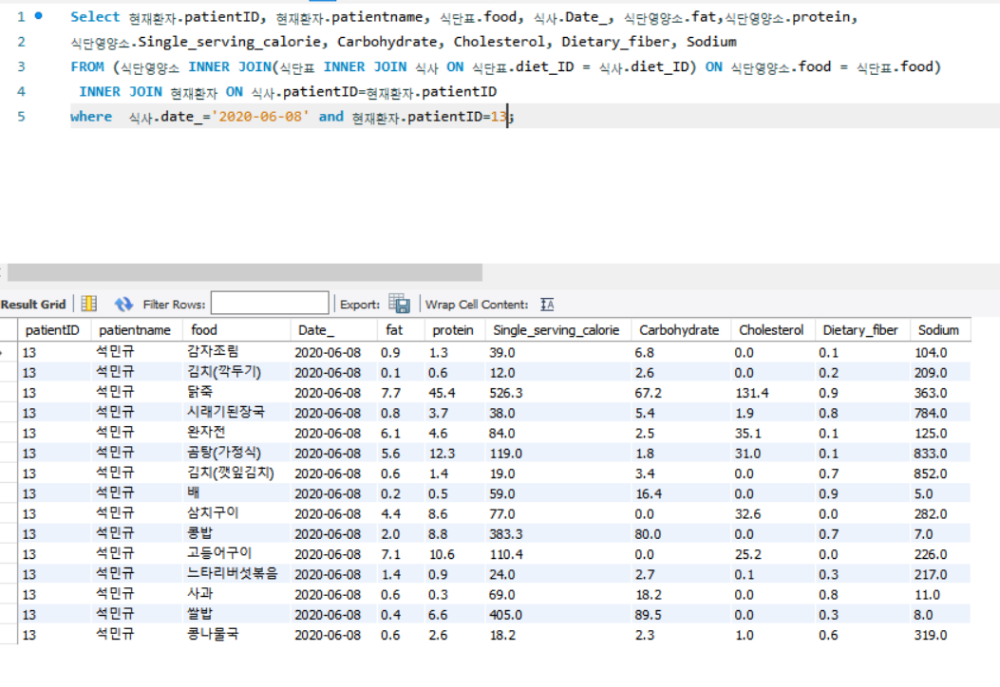 1 Select 현재환자.patientID, 현재환자.patientname, 식단표.food, 식사.Date_, 식단영양소.fat,식단영양소.protein,
2 식단영양소.Single_serving_calorie, Carbohydrate, Cholesterol, Dietary_fiber, Sodium
3 FROM (식단영양소 INNER JOIN(식단표 INNER JOIN 식사 ON 식단표.diet_ID = 식사.diet_ID) ON 식단영양소.food = 식단표.food)
4 INNER JOIN 현재환자 ON 식사.patientID=현재환자.patientID
5 where 식사.date_='2020-06-08' and 현재환자.patientID=13;
Result Grid Filter Rows: Export: Wrap Cell Content:
patientID patientname food Date_ fat protein Single_serving_calorie Carbohydrate Cholesterol Dietary_fiber Sodium
13 석민규 감자조림 2020-06-08 0.9 1.3 39.0 6.8 0.0 0.1 104.0
13 석민규 김치(깍두기) 2020-06-08 0.1 0.6 12.0 2.6 0.0 0.2 209.0
13 석민규 닭죽 2020-06-08 7.7 45.4 526.3 67.2 131.4 0.9 363.0
13 석민규 시래기된장국 2020-06-08 0.8 3.7 38.0 5.4 1.9 0.8 784.0
13 석민규 완자전 2020-06-08 6.1 4.6 84.0 2.5 35.1 0.1 125.0
13 석민규 곰탕(가정식) 2020-06-08 5.6 12.3 119.0 1.8 31.0 0.1 833.0
13 석민규 김치(깻잎김치) 2020-06-08 0.6 1.4 19.0 3.4 0.0 0.7 852.0
13 석민규 배 2020-06-08 0.2 0.5 59.0 16.4 0.0 0.9 5.0
13 석민규 삼치구이 2020-06-08 4.4 8.6 77.0 0.0 32.6 0.0 282.0
13 석민규 콩밥 2020-06-08 2.0 8.8 383.3 80.0 0.0 0.7 7.0
13 석민규 고등어구이 2020-06-08 7.1 10.6 110.4 0.0 25.2 0.0 226.0
13 석민규 느타리버섯볶음 2020-06-08 1.4 0.9 24.0 2.7 0.1 0.3 217.0
13 석민규 사과 2020-06-08 0.6 0.3 69.0 18.2 0.0 0.8 11.0
13 석민규 쌀밥 2020-06-08 0.4 6.6 405.0 89.5 0.0 0.3 8.0
13 석민규 콩나물국 2020-06-08 0.6 2.6 18.2 2.3 1.0 0.6 319.0